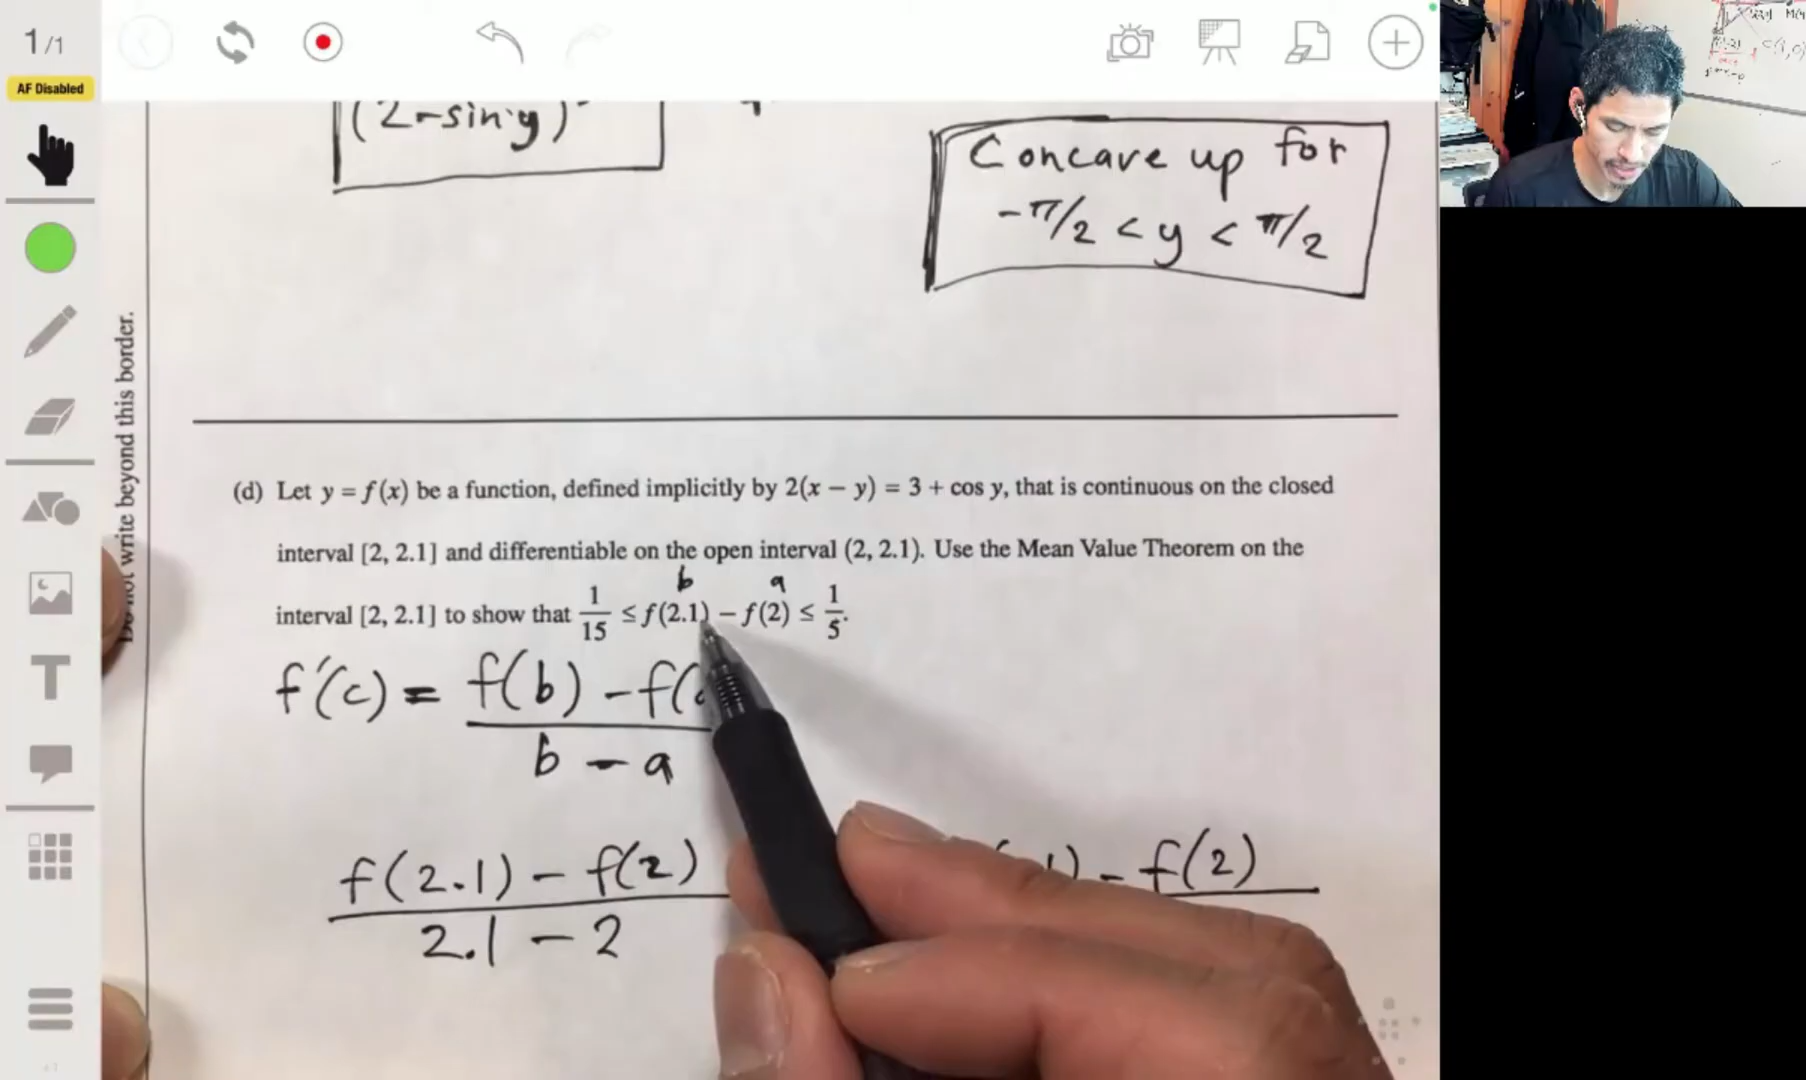 1/1
AF Disabled
(2-sin y)
Concave up for
-π/2 < y < π/2
write beyond this border.
(d) Let y = f(x) be a function, defined implicitly by 2(x − y) = 3 + cos y, that is continuous on the closed
interval [2, 2.1] and differentiable on the open interval (2, 2.1). Use the Mean Value Theorem on the
b a
interval [2, 2.1] to show that 1/15 ≤ f(2.1) − f(2) ≤ 1/5.
f'(c) = f(b) - f(
b - a
f(2.1) - f(2)
2.1 - 2
1) - f(2)
T